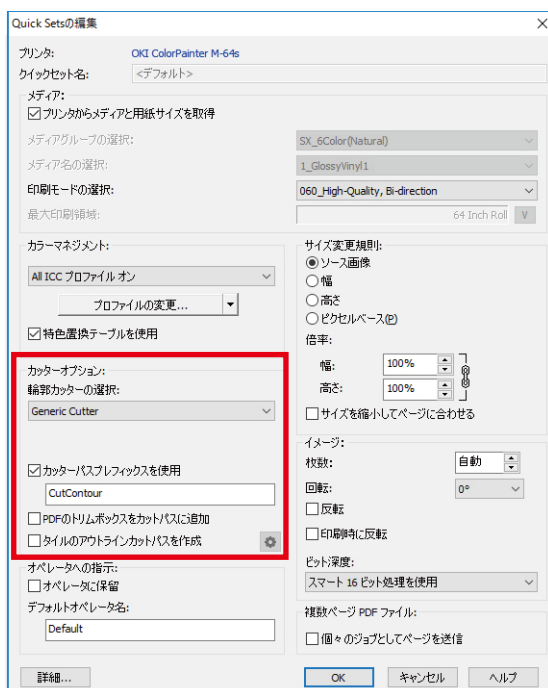 Quick Setsの編集
プリンタ: OKI ColorPainter M-64s
クイックセット名: <デフォルト>
メディア:
プリンタからメディアと用紙サイズを取得
メディアグループの選択: SX_6Color(Natural)
メディア名の選択: 1_GlossyVinyl1
印刷モードの選択: 060_High-Quality, Bi-direction
最大印刷領域: 64 Inch Roll V
カラーマネジメント:
All ICC プロファイル オン
プロファイルの変更...
特色置換テーブルを使用
カッターオプション:
輪郭カッターの選択:
Generic Cutter
カッターパスプレフィックスを使用
CutContour
PDFのトリムボックスをカットパスに追加
タイルのアウトラインカットパスを作成
オペレータへの指示:
オペレータに保留
デフォルトオペレータ名:
Default
サイズ変更規則:
ソース画像
幅
高さ
ピクセルベース(P)
倍率:
幅: 100%
高さ: 100%
サイズを縮小してページに合わせる
イメージ:
枚数: 自動
回転: 0°
反転
印刷時に反転
ビット深度:
スマート 16 ビット処理を使用
複数ページ PDF ファイル:
個々のジョブとしてページを送信
詳細... OK キャンセル ヘルプ